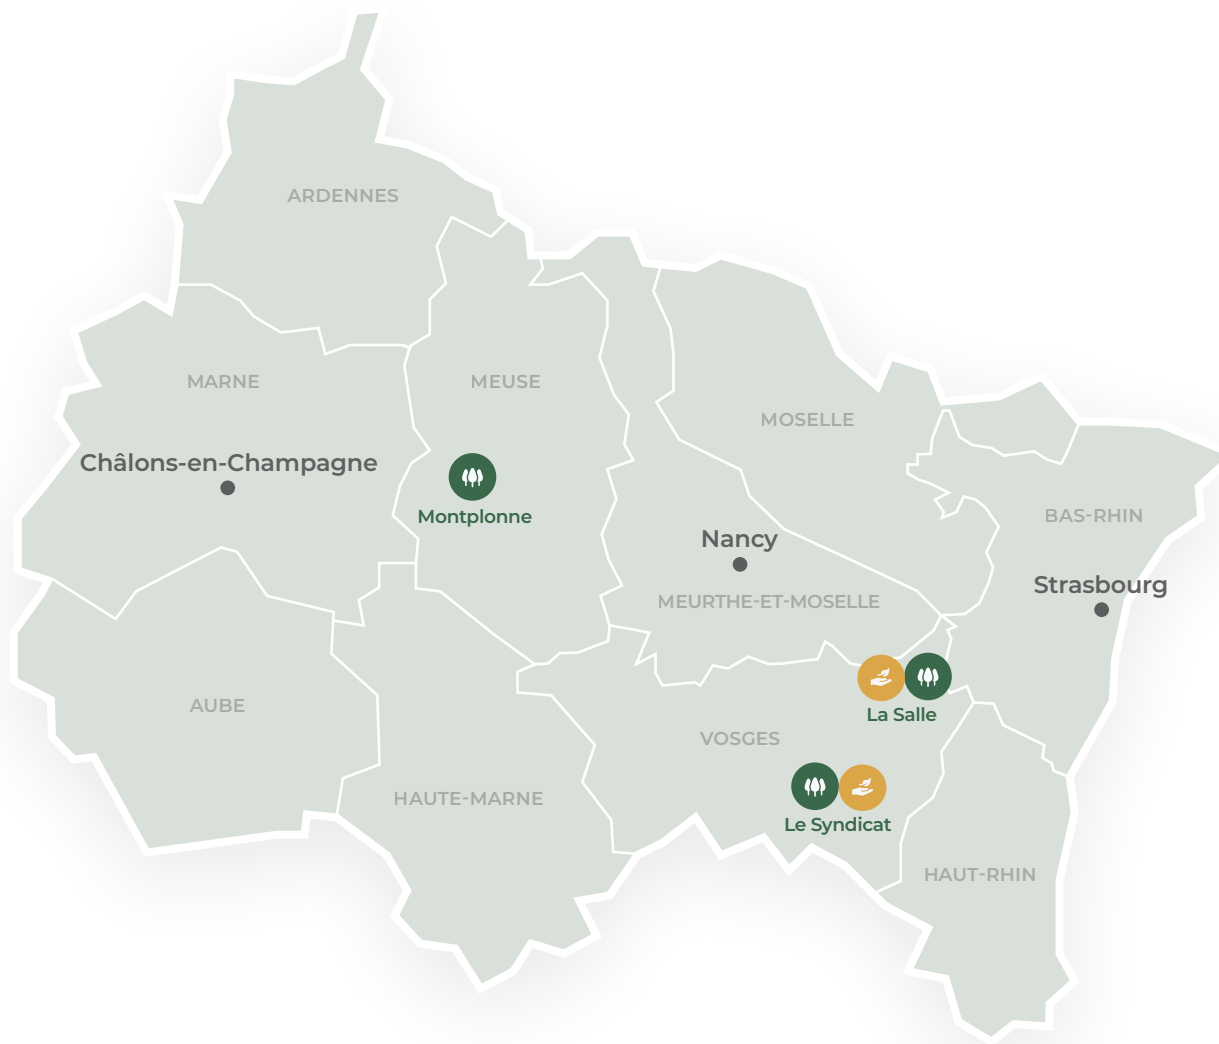 ARDENNES
MARNE
MEUSE
MOSELLE
Châlons-en-Champagne
Montplonne
BAS-RHIN
Nancy
Strasbourg
MEURTHE-ET-MOSELLE
AUBE
La Salle
VOSGES
HAUTE-MARNE
Le Syndicat
HAUT-RHIN